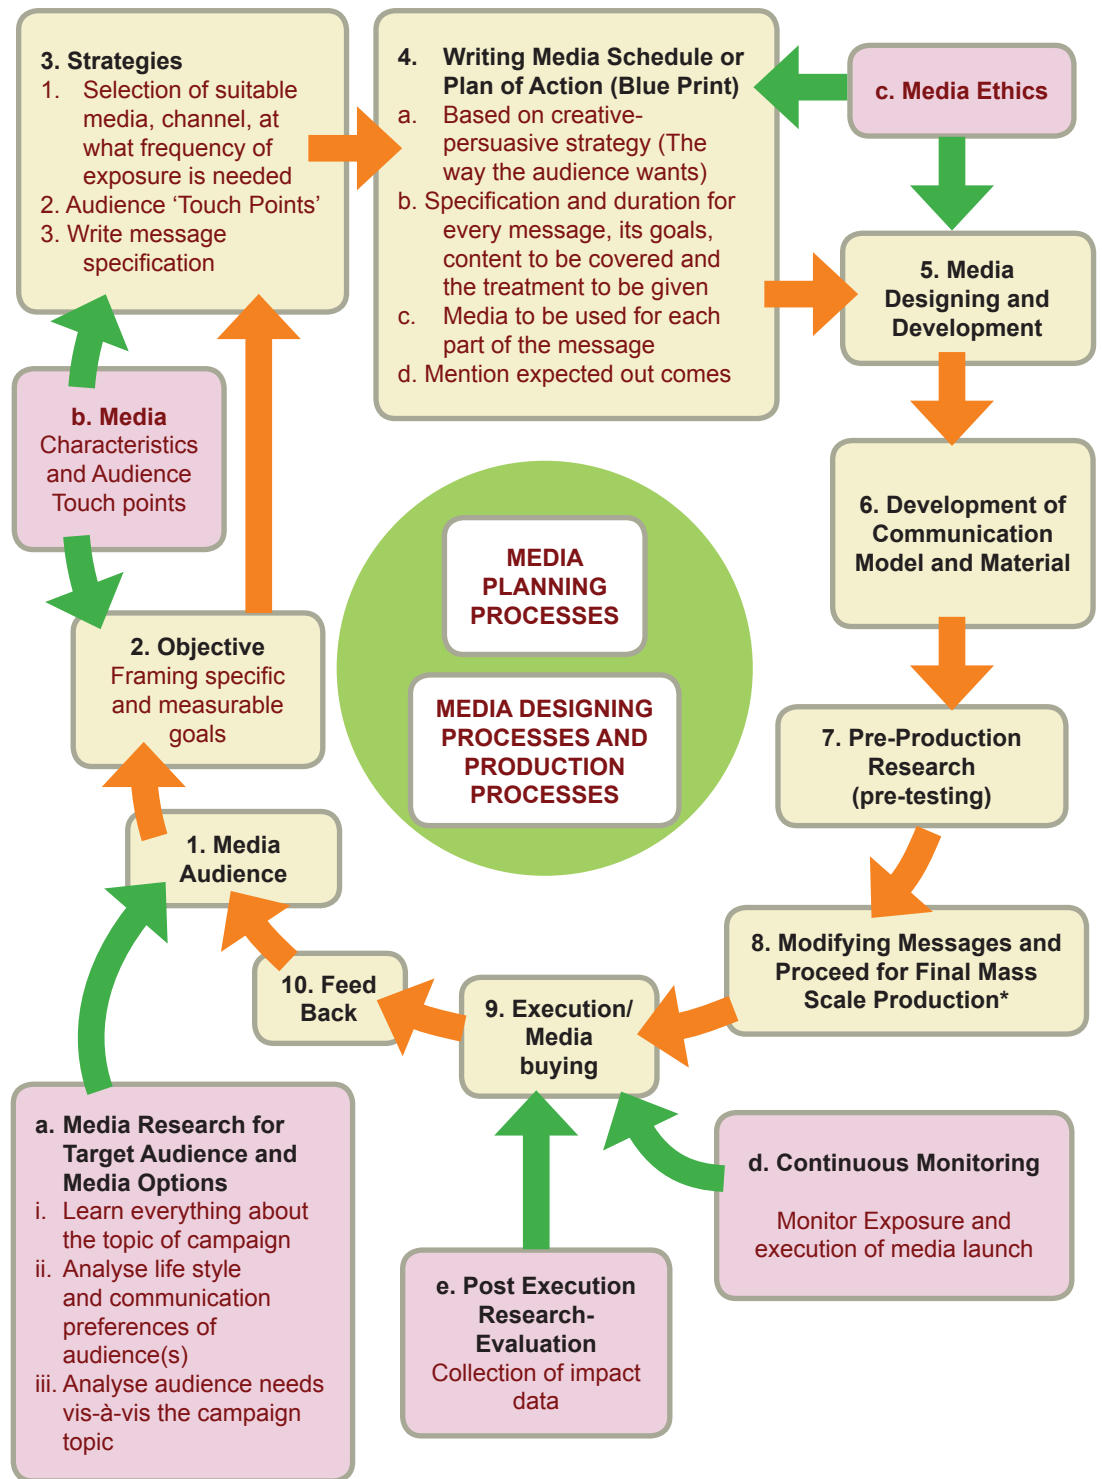 3. Strategies
1. Selection of suitable
media, channel, at
what frequency of
exposure is needed
2. Audience ‘Touch Points’
3. Write message
specification
4. Writing Media Schedule or
Plan of Action (Blue Print)
a. Based on creative-
persuasive strategy (The
way the audience wants)
b. Specification and duration for
every message, its goals,
content to be covered and
the treatment to be given
c. Media to be used for each
part of the message
d. Mention expected out comes
c. Media Ethics
5. Media
Designing and
Development
b. Media
Characteristics
and Audience
Touch points
6. Development of
Communication
Model and Material
MEDIA
PLANNING
PROCESSES
MEDIA DESIGNING
PROCESSES AND
PRODUCTION
PROCESSES
2. Objective
Framing specific
and measurable
goals
7. Pre-Production
Research
(pre-testing)
1. Media
Audience
8. Modifying Messages and
Proceed for Final Mass
Scale Production*
10. Feed
Back
9. Execution/
Media
buying
a. Media Research for
Target Audience and
Media Options
i. Learn everything about
the topic of campaign
ii. Analyse life style
and communication
preferences of
audience(s)
iii. Analyse audience needs
vis-à-vis the campaign
topic
d. Continuous Monitoring
Monitor Exposure and
execution of media launch
e. Post Execution
Research-
Evaluation
Collection of impact
data